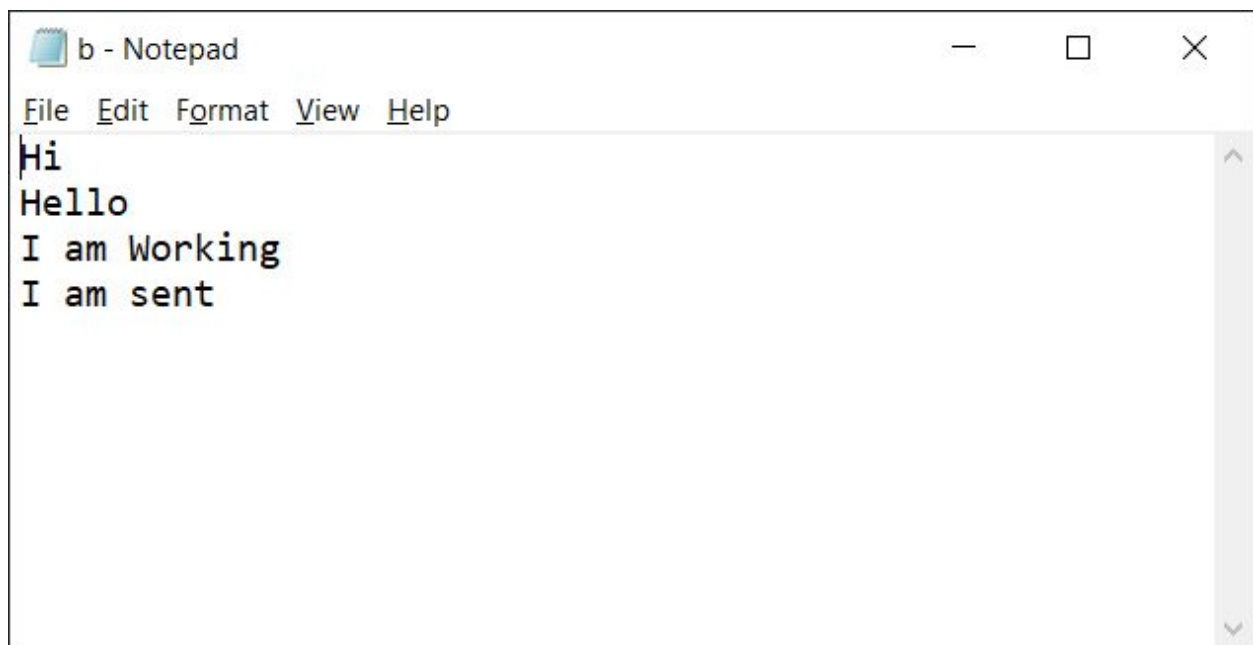 b - Notepad
File Edit Format View Help
Hi
Hello
I am Working
I am sent